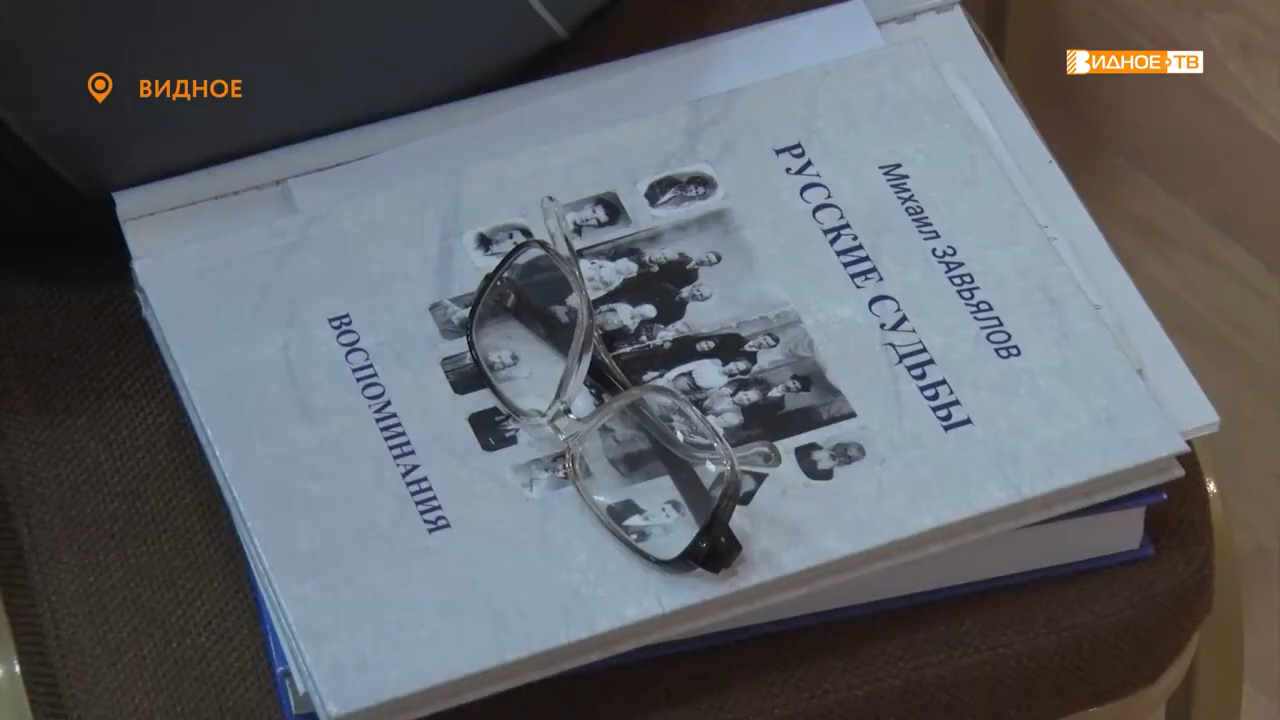 ВИДНОЕ
ВИДНОЕ ТВ
Михаил ЗАВЬЯЛОВ
РУССКИЕ СУДЬБЫ
ВОСПОМИНАНИЯ